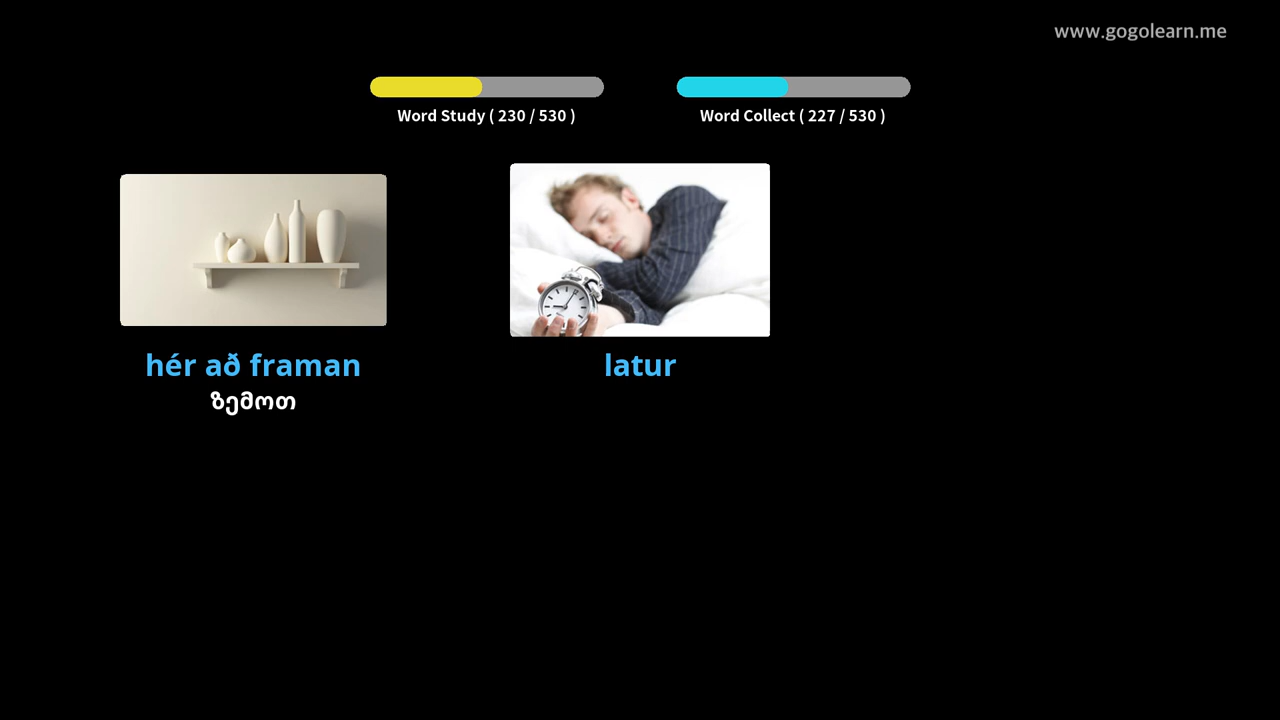 www.gogolearn.me
Word Study ( 230 / 530 )
Word Collect ( 227 / 530 )
hér að framan
ზემოთ
latur